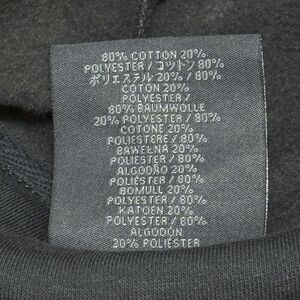 80% COTTON 20%
POLYESTER / コットン 80%
ポリエステル 20% / 80%
COTON 20%
POLYESTER /
80% BAUMWOLLE
20% POLYESTER / 80%
COTONE 20%
POLIESTERE / 80%
BAWEŁNA 20%
POLIESTER / 80%
ALGODÃO 20%
POLIÉSTER / 80%
BOMULL 20%
POLYESTER / 80%
KATOEN 20%
POLYESTER / 80%
ALGODÓN
20% POLIÉSTER